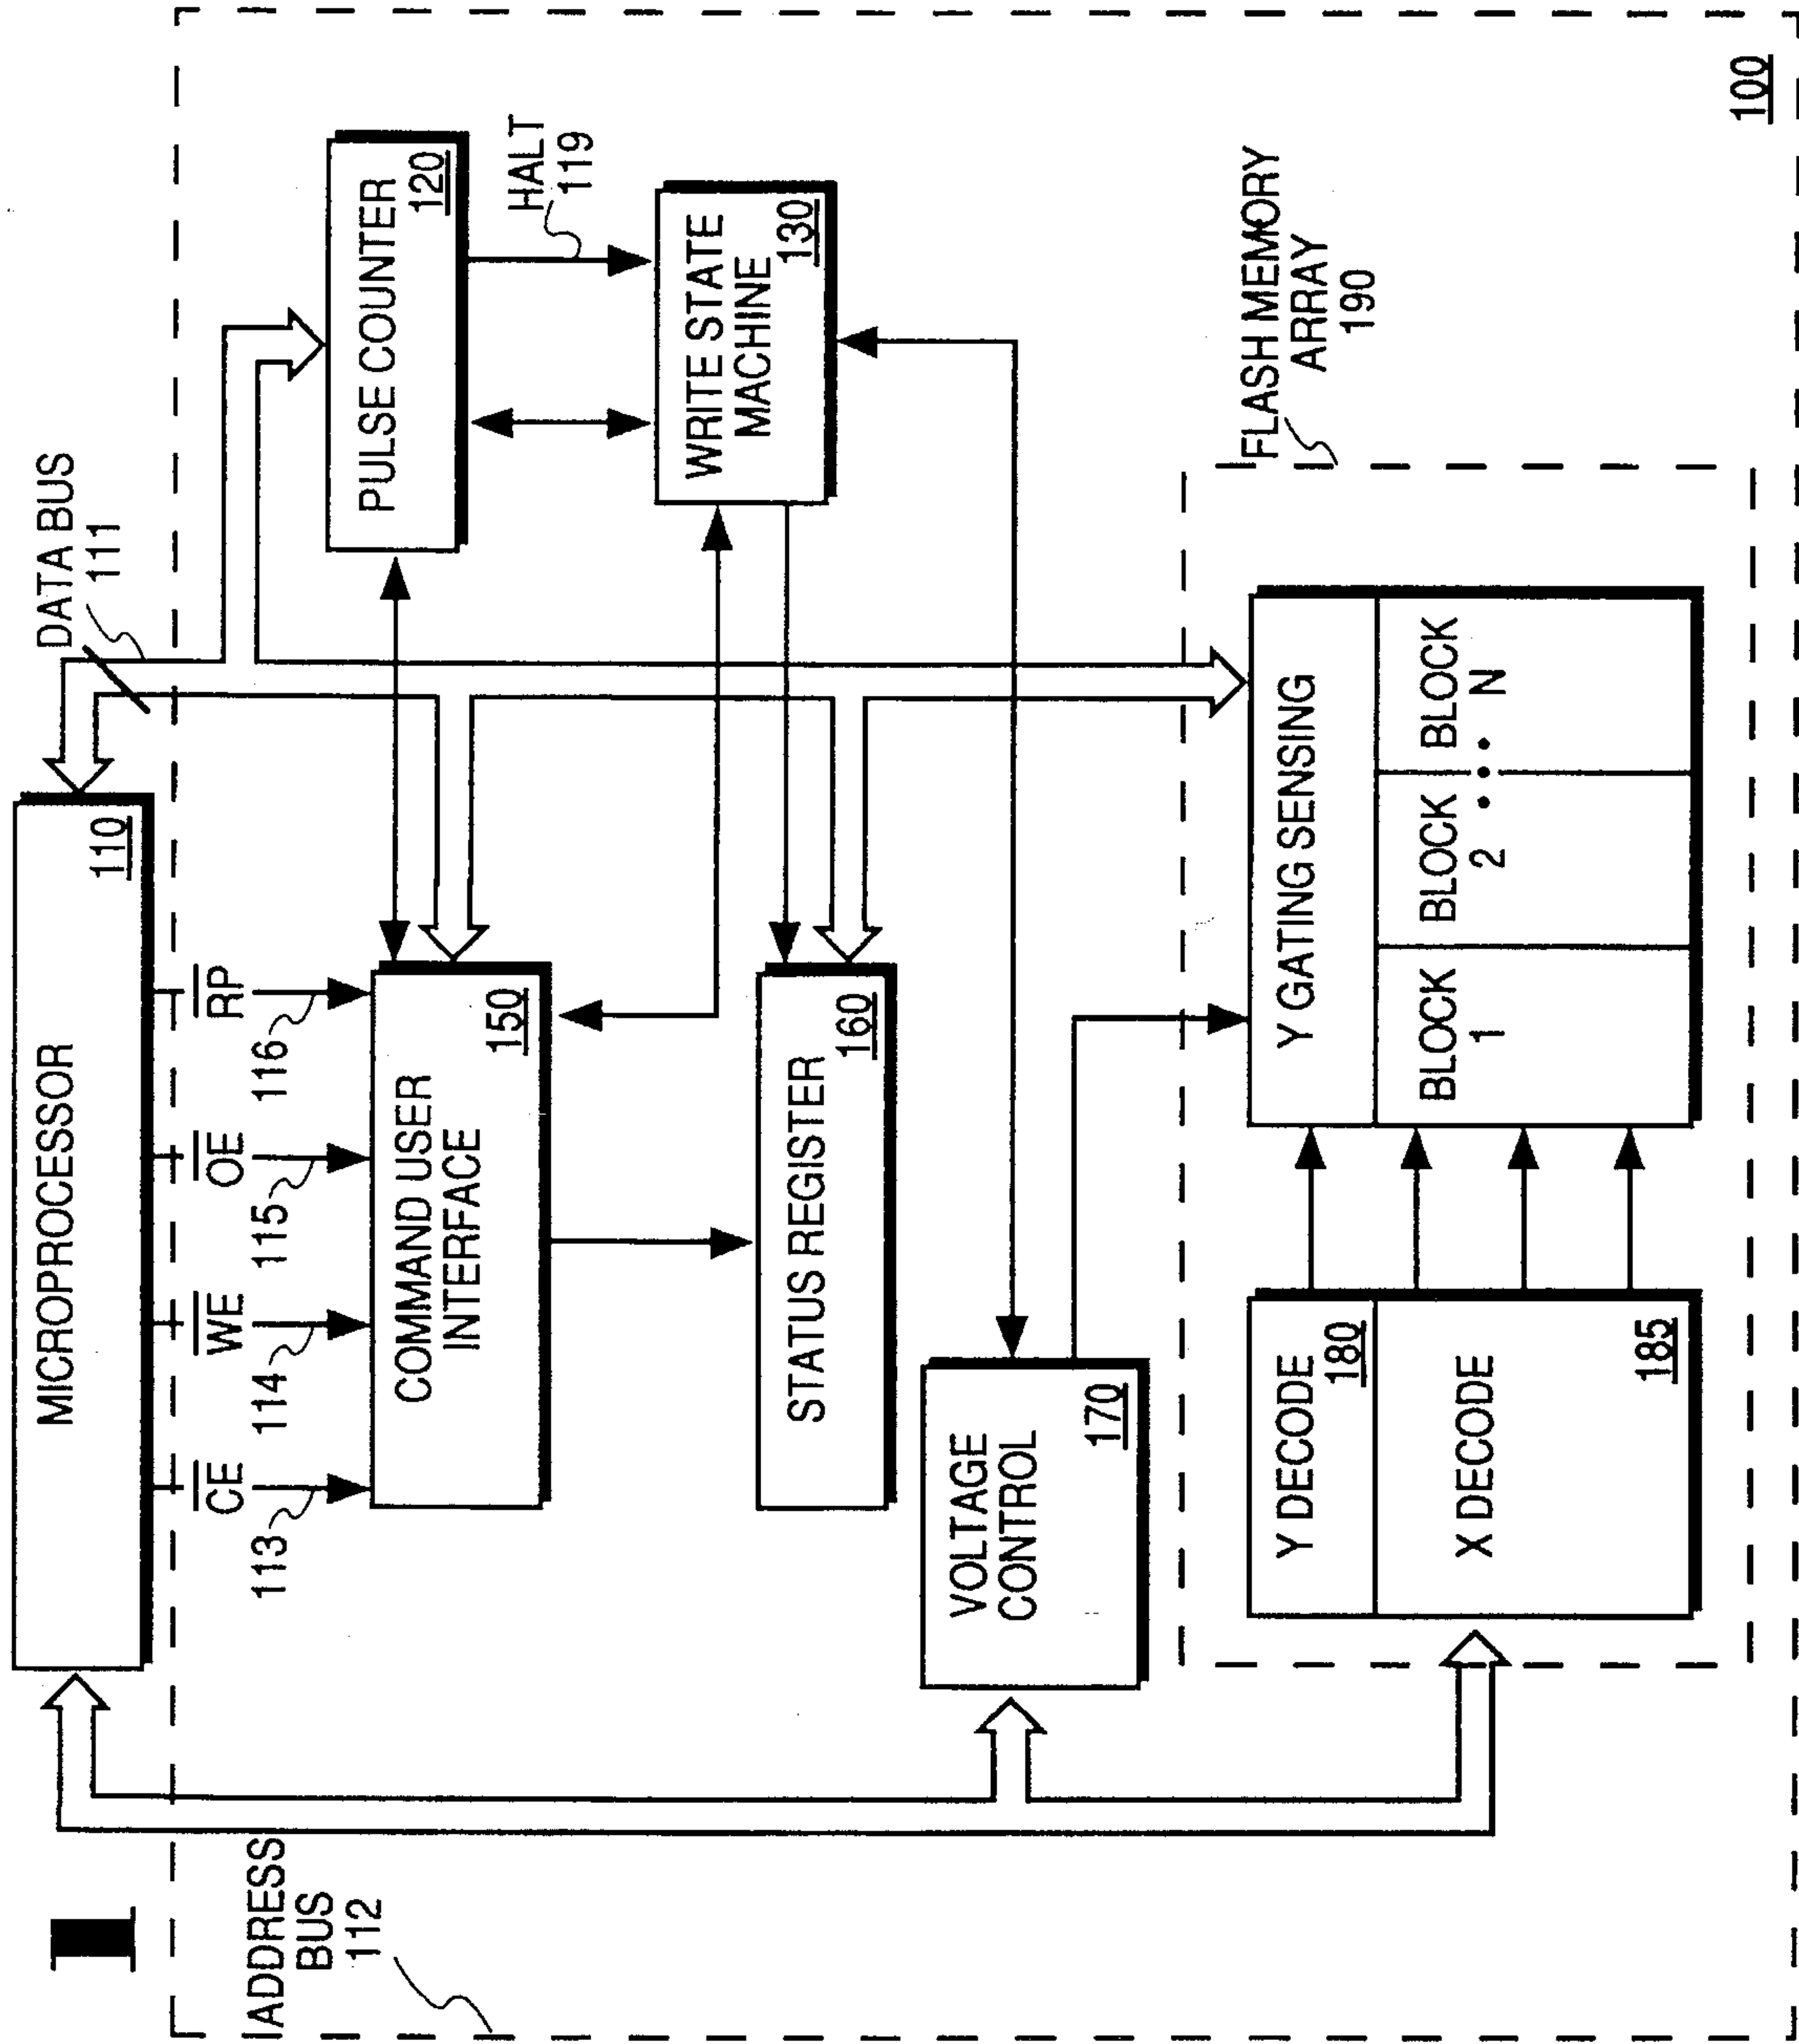 DATA BUS
111
MICROPROCESSOR
110
CE
WE
OE
RP
113
114
115
116
ADDRESS
BUS
112
PULSE COUNTER
120
HALT
119
COMMAND USER
INTERFACE
150
WRITE STATE
MACHINE
130
STATUS REGISTER
160
VOLTAGE
CONTROL
170
FLASH MEMORY
ARRAY
190
Y DECODE
180
X DECODE
185
Y GATING SENSING
BLOCK
1
BLOCK
2
• • •
BLOCK
N
100